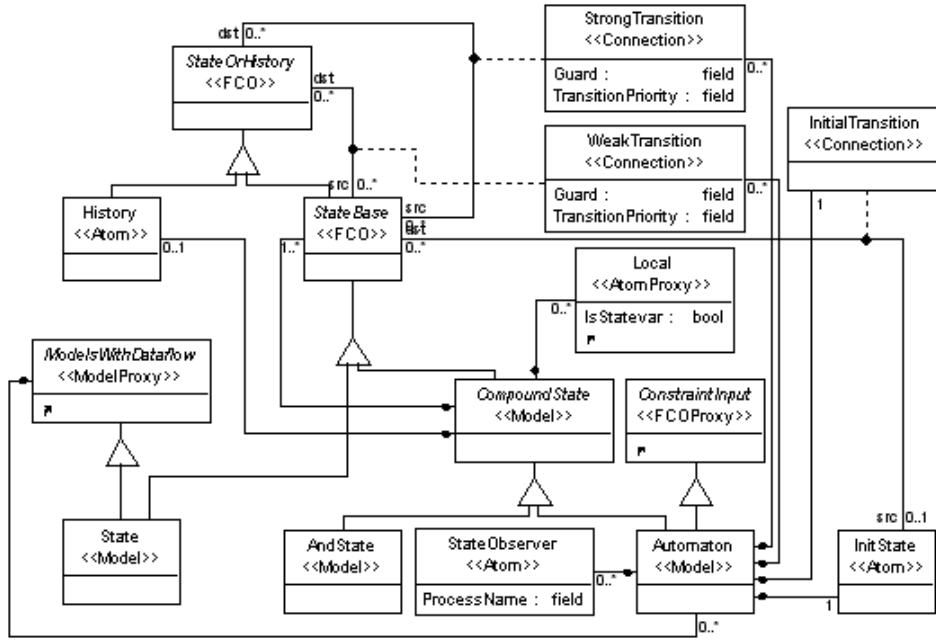 StrongTransition
<<Connection>>
Guard : field
TransitionPriority : field
0..*
dst 0..*
StateOrHistory
<<FCO>>
dst
0..*
InitialTransition
<<Connection>>
1
WeakTransition
<<Connection>>
Guard : field
TransitionPriority : field
0..*
src 0..*
History
<<Atom>>
0..1
StateBase
<<FCO>>
1..*
src
0..*
dst
0..*
Local
<<AtomProxy>>
IsStatevar : bool
0..*
ModelsWithDataflow
<<ModelProxy>>
CompoundState
<<Model>>
ConstraintInput
<<FCOProxy>>
State
<<Model>>
AndState
<<Model>>
StateObserver
<<Atom>>
ProcessName : field
0..*
Automaton
<<Model>>
0..*
src 0..1
InitState
<<Atom>>
1